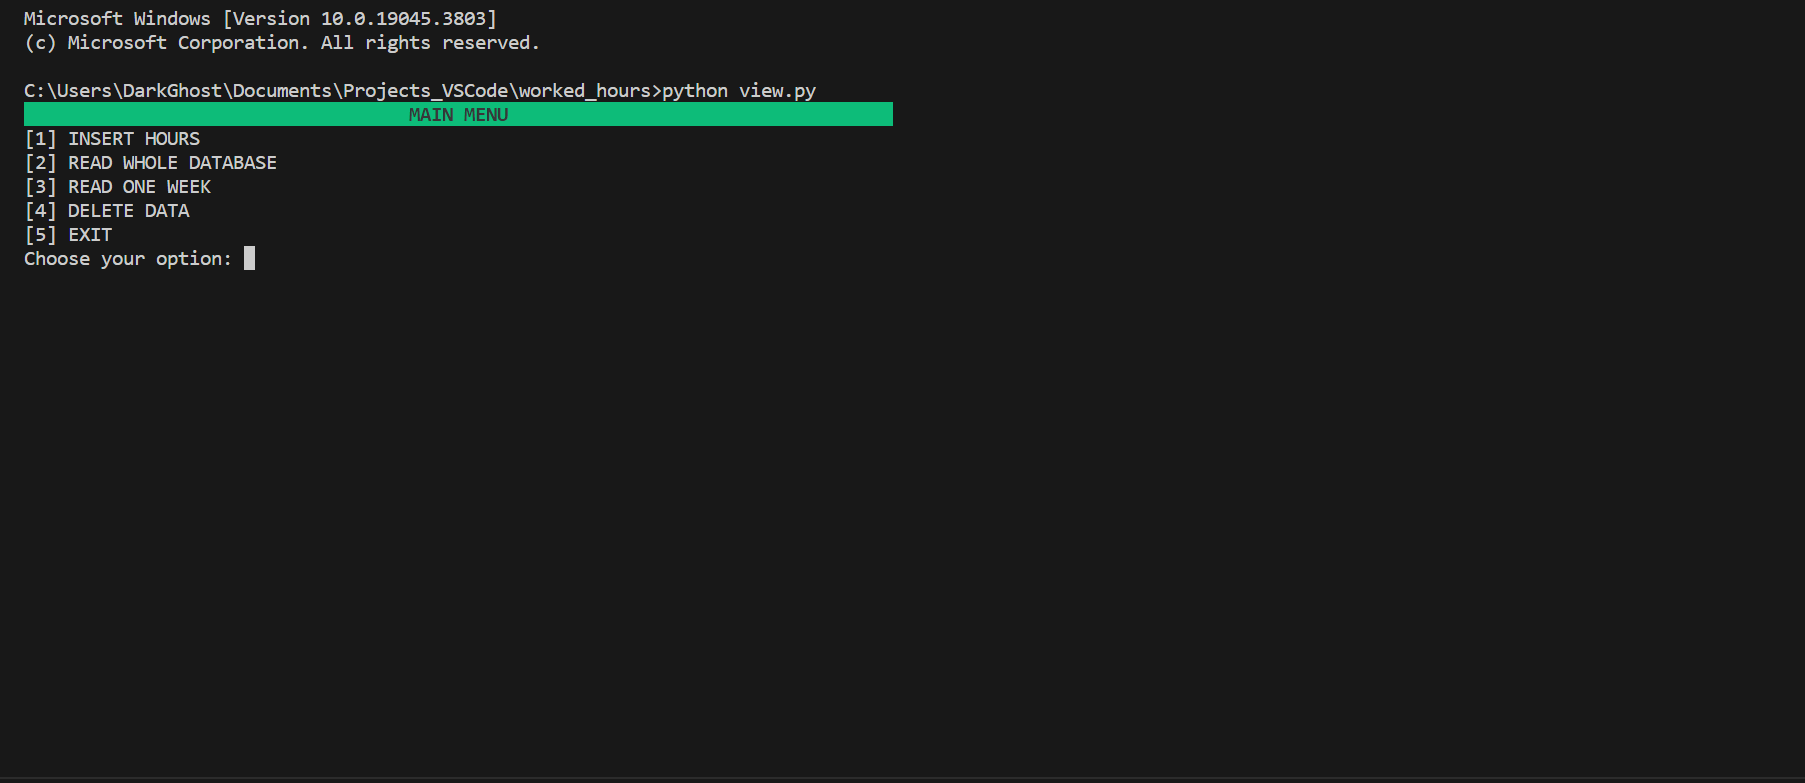 Microsoft Windows [Version 10.0.19045.3803]
(c) Microsoft Corporation. All rights reserved.
C:\Users\DarkGhost\Documents\Projects_VSCode\worked_hours>python view.py
MAIN MENU
[1] INSERT HOURS
[2] READ WHOLE DATABASE
[3] READ ONE WEEK
[4] DELETE DATA
[5] EXIT
Choose your option: